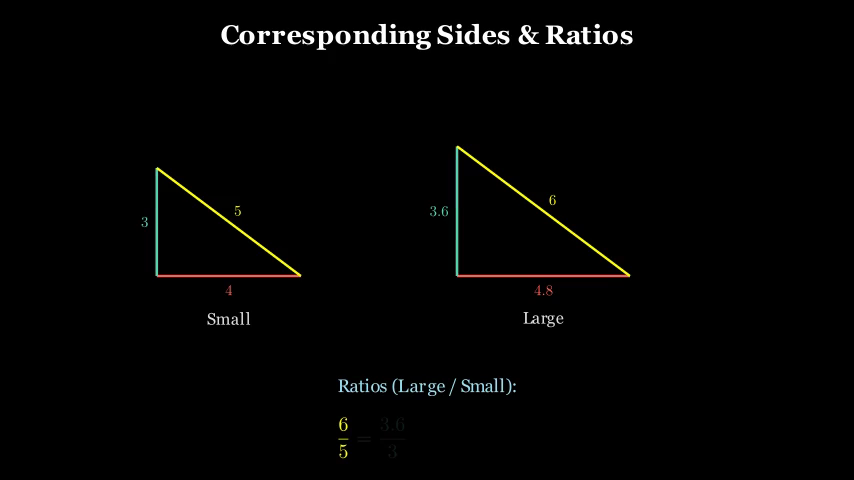 Corresponding Sides & Ratios
3
5
4
Small
3.6
6
4.8
Large
Ratios (Large / Small):
6/5 = 3.6/3